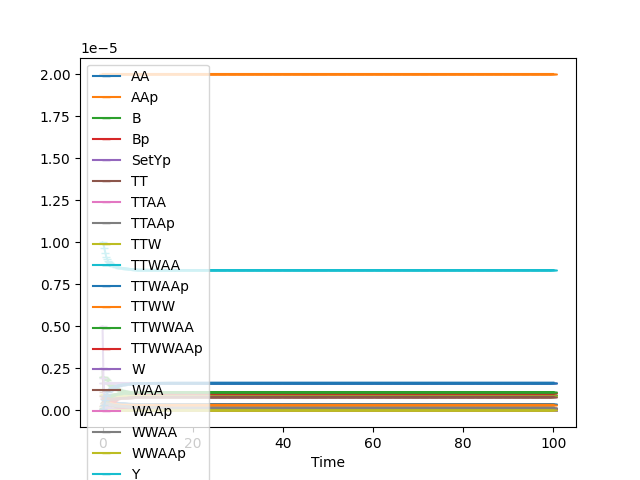 1e−5
2.00
1.75
1.50
1.25
1.00
0.75
0.50
0.25
0.00
AA
AAp
B
Bp
SetYp
TT
TTAA
TTAAp
TTW
TTWAA
TTWAAp
TTWW
TTWWAA
TTWWAAp
W
WAA
WAAp
WWAA
WWAAp
Y
0 20 40 60 80 100
Time